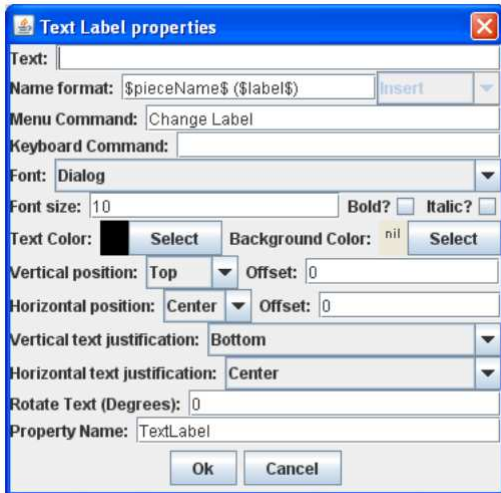 Text Label properties
Text:
Name format: $pieceName$ ($label$) Insert
Menu Command: Change Label
Keyboard Command:
Font: Dialog
Font size: 10 Bold? Italic?
Text Color: Select Background Color: nil Select
Vertical position: Top Offset: 0
Horizontal position: Center Offset: 0
Vertical text justification: Bottom
Horizontal text justification: Center
Rotate Text (Degrees): 0
Property Name: TextLabel
Ok Cancel